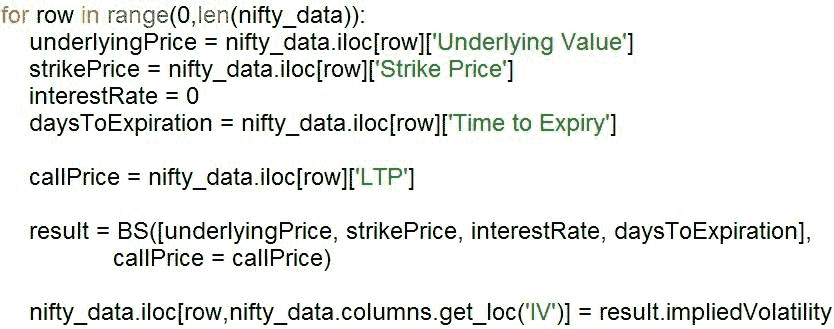 for row in range(0,len(nifty_data)):
    underlyingPrice = nifty_data.iloc[row]['Underlying Value']
    strikePrice = nifty_data.iloc[row]['Strike Price']
    interestRate = 0
    daysToExpiration = nifty_data.iloc[row]['Time to Expiry']
    callPrice = nifty_data.iloc[row]['LTP']
    result = BS([underlyingPrice, strikePrice, interestRate, daysToExpiration],
            callPrice = callPrice)
    nifty_data.iloc[row,nifty_data.columns.get_loc('IV')] = result.impliedVolatility